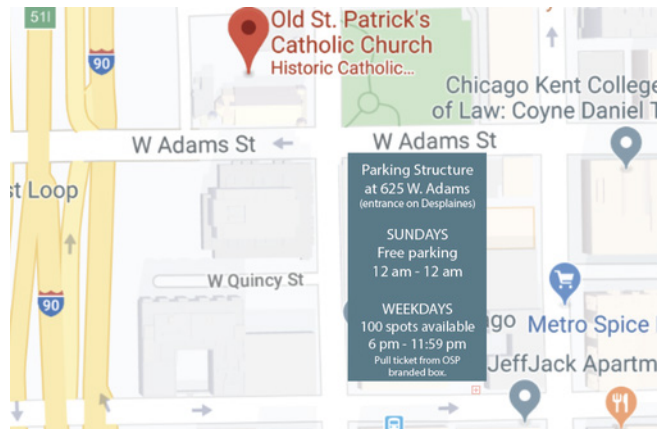 51I
90
Old St. Patrick's
Catholic Church
Historic Catholic...
Chicago Kent College
of Law: Coyne Daniel T
W Adams St
W Adams St
st Loop
Parking Structure
at 625 W. Adams
(entrance on Desplaines)
SUNDAYS
Free parking
12 am - 12 am
W Quincy St
90
WEEKDAYS
100 spots available
6 pm - 11:59 pm
Pull ticket from OSP
branded box.
ago
Metro Spice
JeffJack Apartm